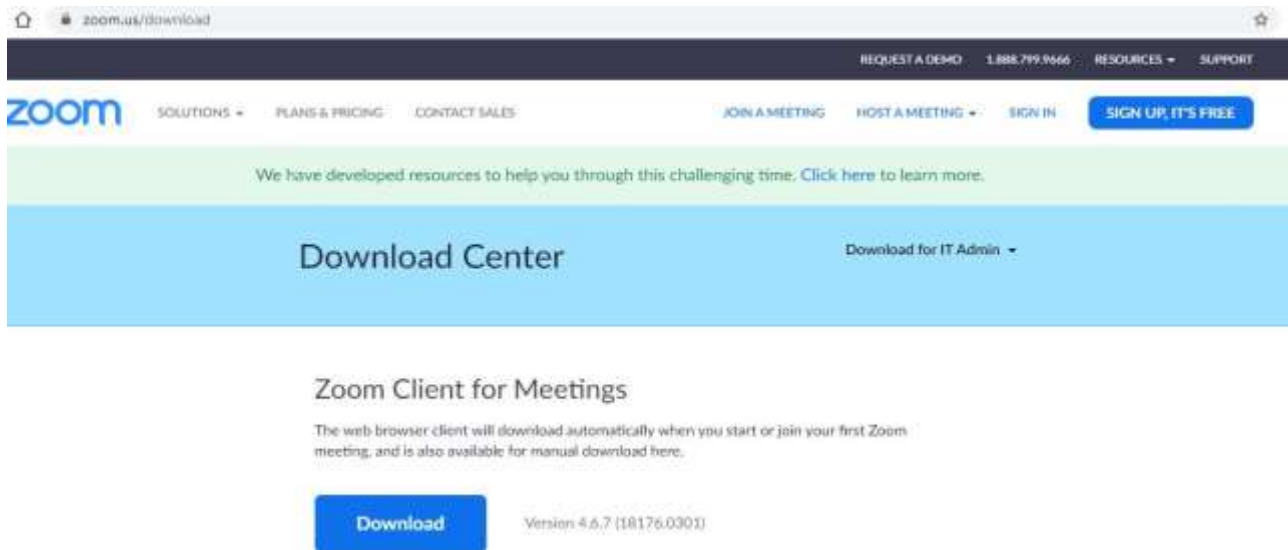 zoom.us/download
REQUEST A DEMO 1.888.799.9666 RESOURCES SUPPORT
zoom SOLUTIONS PLANS & PRICING CONTACT SALES JOIN A MEETING HOST A MEETING SIGN IN SIGN UP, IT'S FREE
We have developed resources to help you through this challenging time. Click here to learn more.
Download Center Download for IT Admin
Zoom Client for Meetings
The web browser client will download automatically when you start or join your first Zoom
meeting, and is also available for manual download here.
Download Version 4.6.7 (18176.0301)